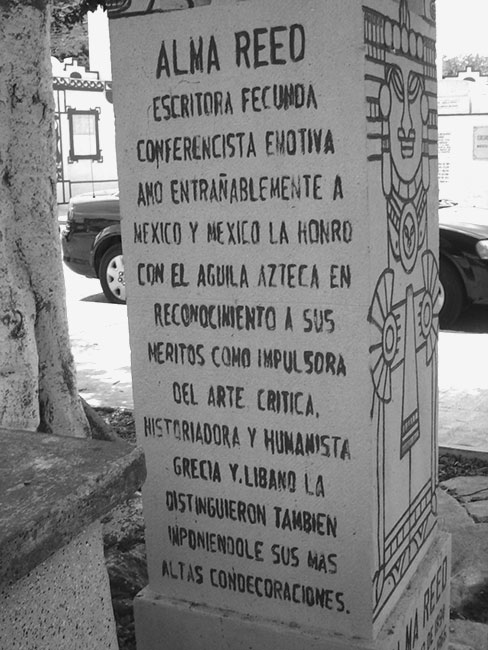 ALMA REED
ESCRITORA FECUNDA
CONFERENCISTA EMOTIVA
AMO ENTRAÑABLEMENTE A
MEXICO Y MEXICO LA HONRO
CON EL AGUILA AZTECA EN
RECONOCIMIENTO A SUS
MERITOS COMO IMPULSORA
DEL ARTE CRITICA,
HISTORIADORA Y HUMANISTA
GRECIA Y LIBANO LA
DISTINGUIERON TAMBIEN
IMPONIENDOLE SUS MAS
ALTAS CONDECORACIONES.
ALMA REED